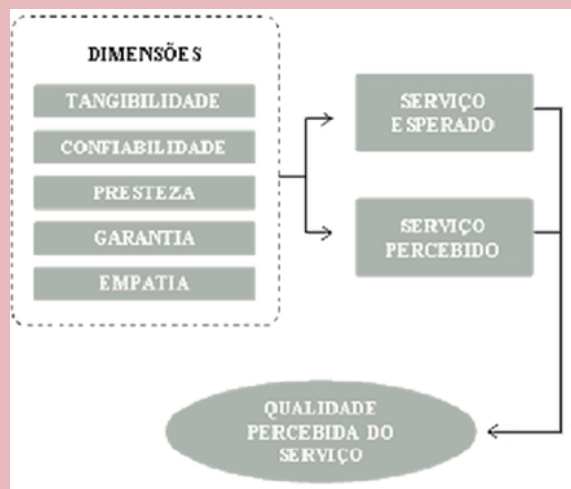 DIMENSÕES
TANGIBILIDADE
CONFIABILIDADE
PRESTEZA
GARANTIA
EMPATIA
SERVIÇO
ESPERADO
SERVIÇO
PERCEBIDO
QUALIDADE
PERCEBIDA DO
SERVIÇO